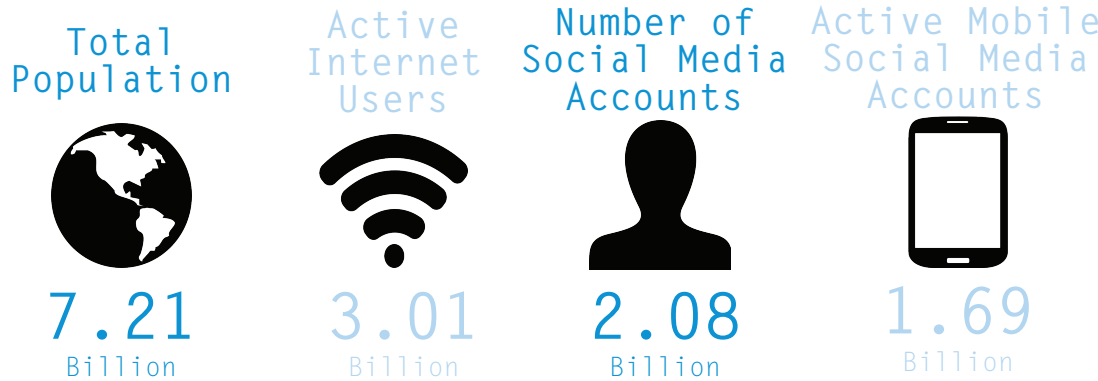 Total
Population
7.21
Billion
Active
Internet
Users
3.01
Billion
Number of
Social Media
Accounts
2.08
Billion
Active Mobile
Social Media
Accounts
1.69
Billion